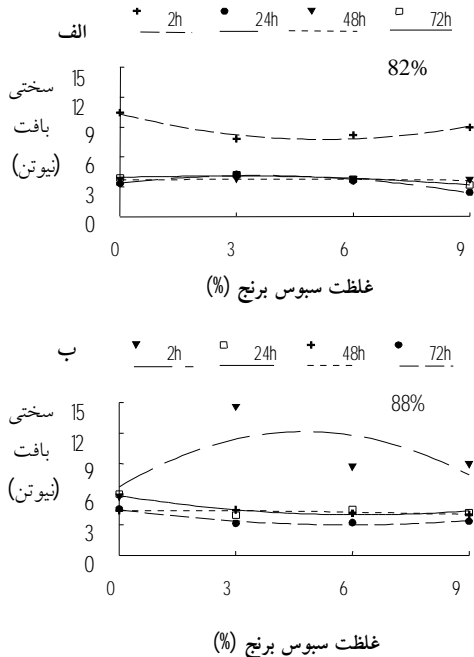 الف
2h 24h 48h 72h
82%
سختی
بافت
(نیوتن)
15
12
9
6
3
0
0 3 6 9
غلظت سبوس برنج (%)
ب
2h 24h 48h 72h
88%
سختی
بافت
(نیوتن)
15
12
9
6
3
0
0 3 6 9
غلظت سبوس برنج (%)